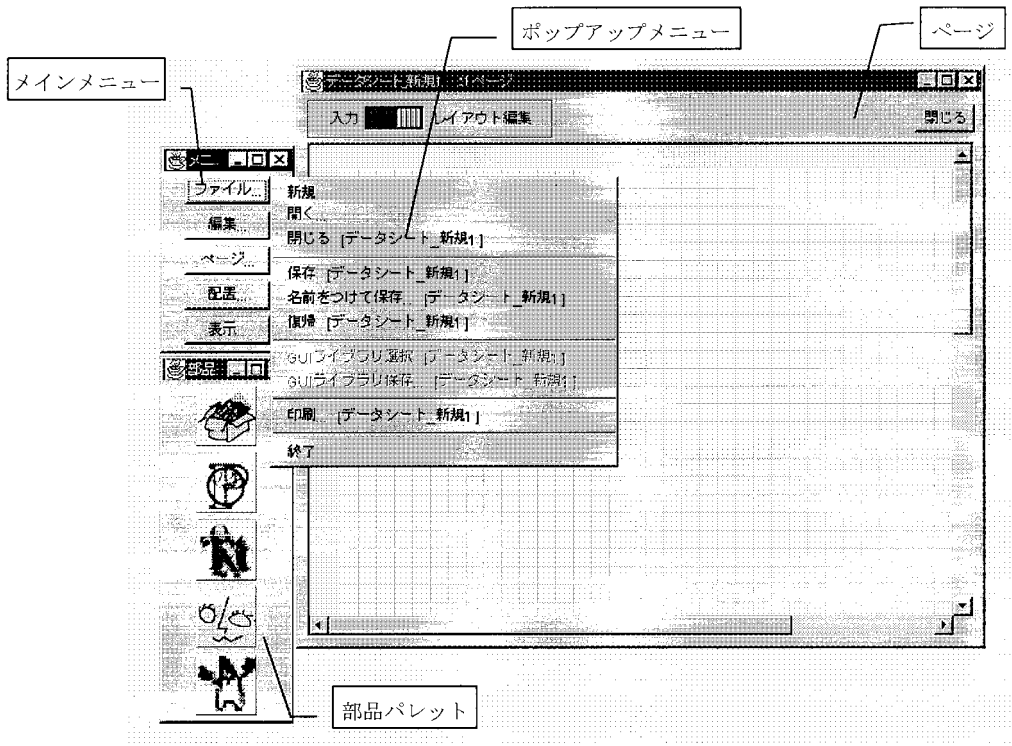 ポップアップメニュー
ページ
メインメニュー
データシート_新規1 : 1ページ
入力 レイアウト編集
閉じる
メニ...
ファイル...
編集...
ページ...
配置...
表示...
新規
開く...
閉じる [データシート_新規1]
保存 [データシート_新規1]
名前をつけて保存... [データシート_新規1]
復帰 [データシート_新規1]
GUIライブラリ選択 [データシート_新規1]
GUIライブラリ保存... [データシート_新規1]
印刷... [データシート_新規1]
終了
部品
部品パレット